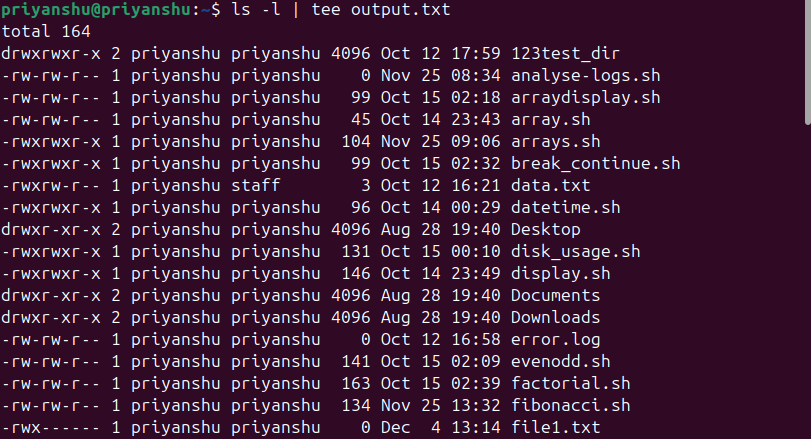 priyanshu@priyanshu:~$ ls -l | tee output.txt
total 164
drwxrwxr-x 2 priyanshu priyanshu 4096 Oct 12 17:59 123test_dir
-rw-rw-r-- 1 priyanshu priyanshu    0 Nov 25 08:34 analyse-logs.sh
-rw-rw-r-- 1 priyanshu priyanshu   99 Oct 15 02:18 arraydisplay.sh
-rw-rw-r-- 1 priyanshu priyanshu   45 Oct 14 23:43 array.sh
-rwxrwxr-x 1 priyanshu priyanshu  104 Nov 25 09:06 arrays.sh
-rwxrwxr-x 1 priyanshu priyanshu   99 Oct 15 02:32 break_continue.sh
-rwxrw-r-- 1 priyanshu staff        3 Oct 12 16:21 data.txt
-rwxrwxr-x 1 priyanshu priyanshu   96 Oct 14 00:29 datetime.sh
drwxr-xr-x 2 priyanshu priyanshu 4096 Aug 28 19:40 Desktop
-rwxrwxr-x 1 priyanshu priyanshu  131 Oct 15 00:10 disk_usage.sh
-rwxrwxr-x 1 priyanshu priyanshu  146 Oct 14 23:49 display.sh
drwxr-xr-x 2 priyanshu priyanshu 4096 Aug 28 19:40 Documents
drwxr-xr-x 2 priyanshu priyanshu 4096 Aug 28 19:40 Downloads
-rw-rw-r-- 1 priyanshu priyanshu    0 Oct 12 16:58 error.log
-rw-rw-r-- 1 priyanshu priyanshu  141 Oct 15 02:09 evenodd.sh
-rw-rw-r-- 1 priyanshu priyanshu  163 Oct 15 02:39 factorial.sh
-rw-rw-r-- 1 priyanshu priyanshu  134 Nov 25 13:32 fibonacci.sh
-rwx------ 1 priyanshu priyanshu    0 Dec  4 13:14 file1.txt